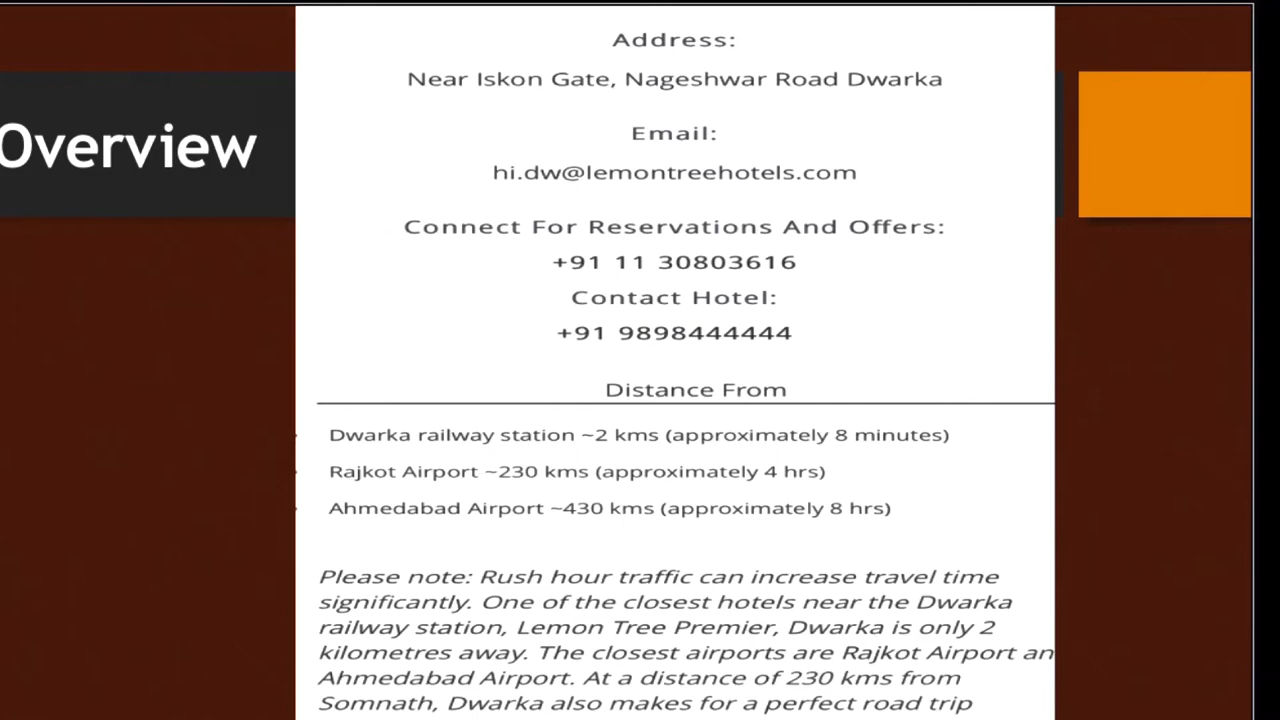 Overview
Address:
Near Iskon Gate, Nageshwar Road Dwarka
Email:
hi.dw@lemontreehotels.com
Connect For Reservations And Offers:
+91 11 30803616
Contact Hotel:
+91 9898444444
Distance From
Dwarka railway station ~2 kms (approximately 8 minutes)
Rajkot Airport ~230 kms (approximately 4 hrs)
Ahmedabad Airport ~430 kms (approximately 8 hrs)
Please note: Rush hour traffic can increase travel time
significantly. One of the closest hotels near the Dwarka
railway station, Lemon Tree Premier, Dwarka is only 2
kilometres away. The closest airports are Rajkot Airport an
Ahmedabad Airport. At a distance of 230 kms from
Somnath, Dwarka also makes for a perfect road trip